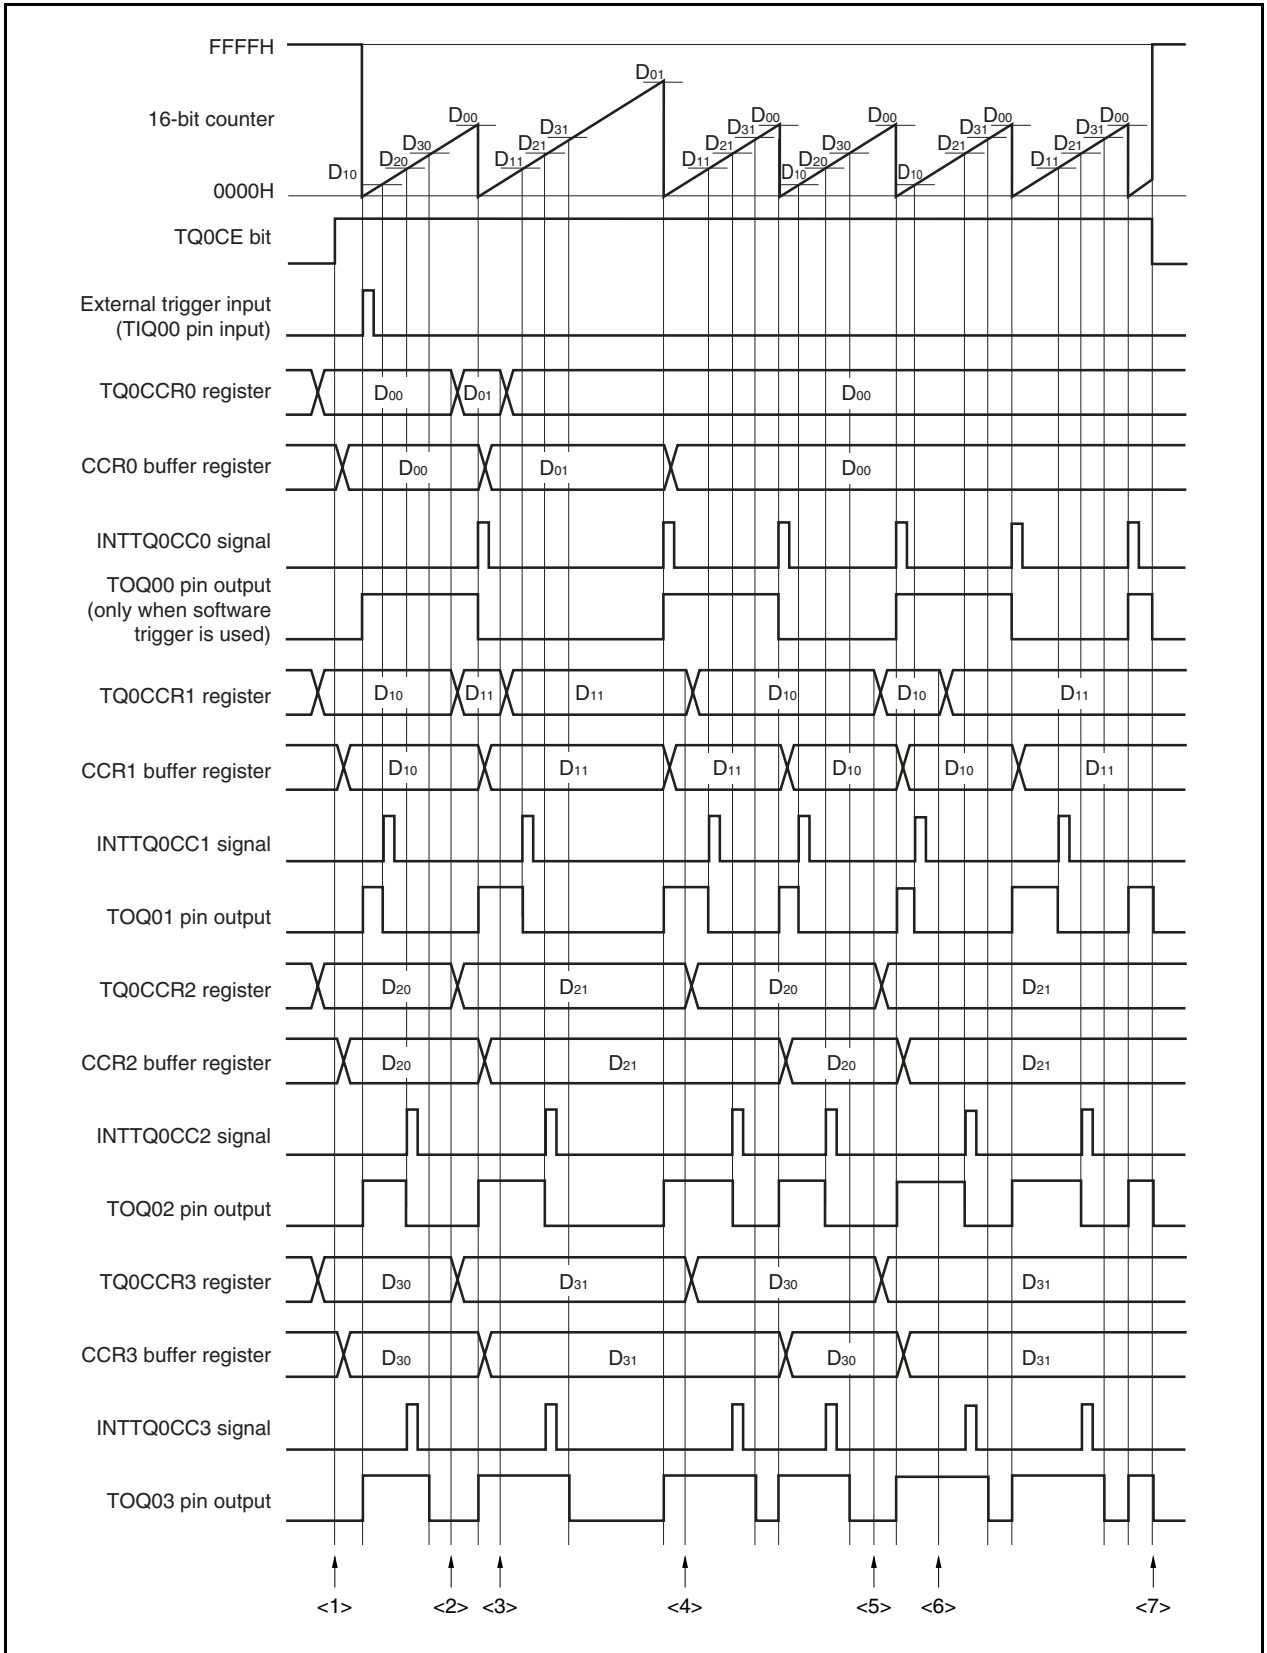 FFFFH
D01
16-bit counter
D00 D00 D00 D00 D00
D30 D31 D31 D30 D31 D31
D20 D21 D21 D20 D21 D21
D10 D11 D11 D10 D10 D11
0000H
TQ0CE bit
External trigger input
(TIQ00 pin input)
TQ0CCR0 register D00 D01 D00
CCR0 buffer register D00 D01 D00
INTTQ0CC0 signal
TOQ00 pin output
(only when software
trigger is used)
TQ0CCR1 register D10 D11 D11 D10 D10 D11
CCR1 buffer register D10 D11 D11 D10 D10 D11
INTTQ0CC1 signal
TOQ01 pin output
TQ0CCR2 register D20 D21 D20 D21
CCR2 buffer register D20 D21 D20 D21
INTTQ0CC2 signal
TOQ02 pin output
TQ0CCR3 register D30 D31 D30 D31
CCR3 buffer register D30 D31 D30 D31
INTTQ0CC3 signal
TOQ03 pin output
<1> <2> <3> <4> <5> <6> <7>